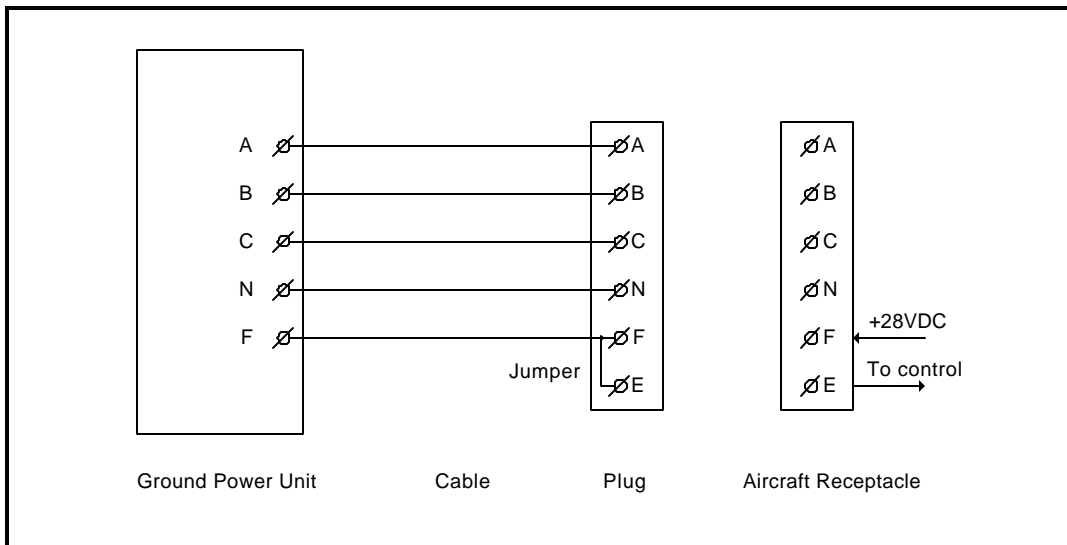 A A A
B B B
C C C
N N N
F F F +28VDC
Jumper E E To control
Ground Power Unit Cable Plug Aircraft Receptacle